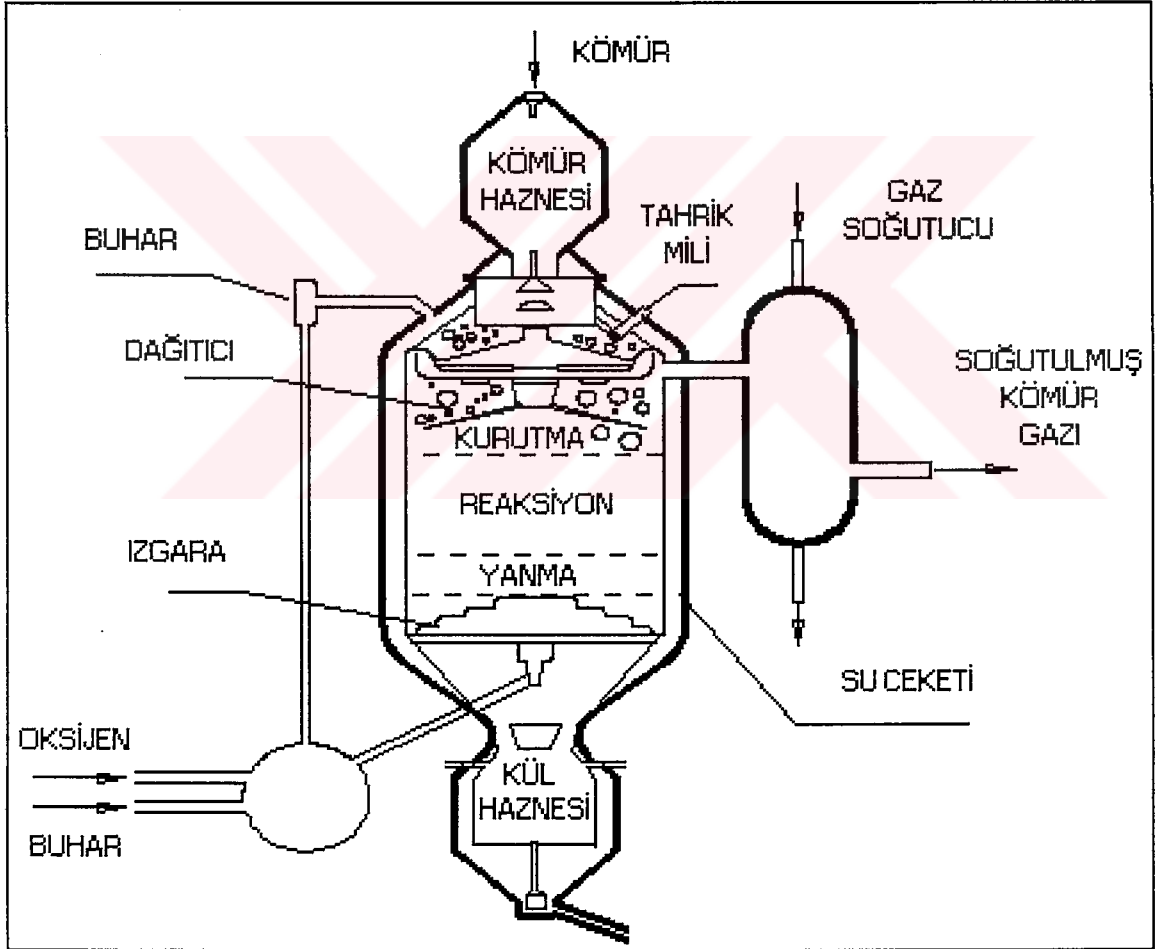 KÖMÜR
KÖMÜR
HAZNESİ
GAZ
SOĞUTUCU
TAHRİK
MİLİ
BUHAR
DAĞITICI
SOĞUTULMUŞ
KÖMÜR
GAZI
KURUTMA
REAKSİYON
IZGARA
YANMA
SU CEKETİ
OKSİJEN
KÜL
HAZNESİ
BUHAR